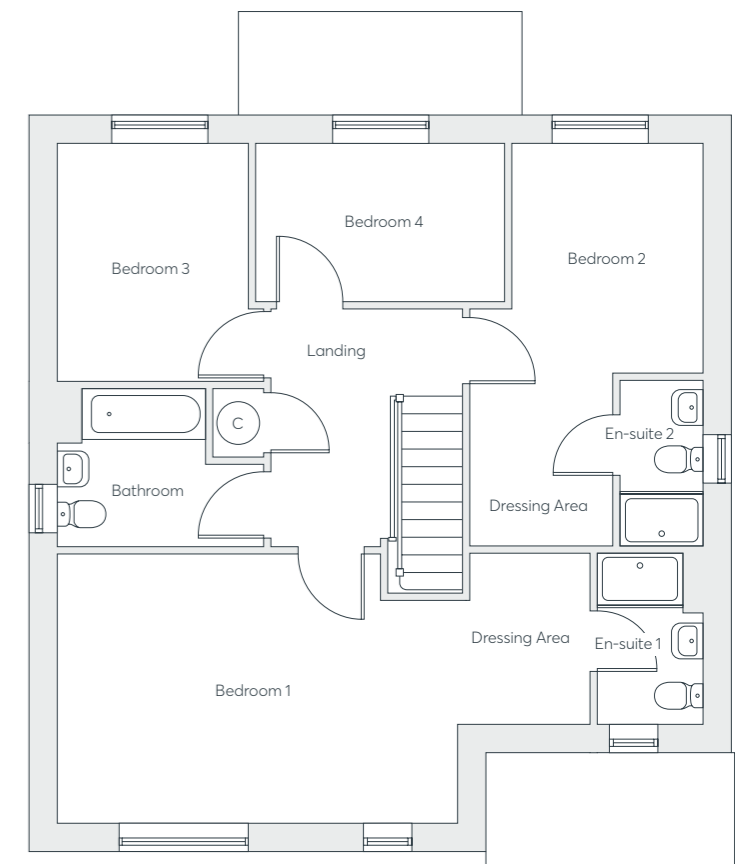 Bedroom 4
Bedroom 2
Bedroom 3
Landing
C
En-suite 2
Bathroom
Dressing Area
Dressing Area
En-suite 1
Bedroom 1